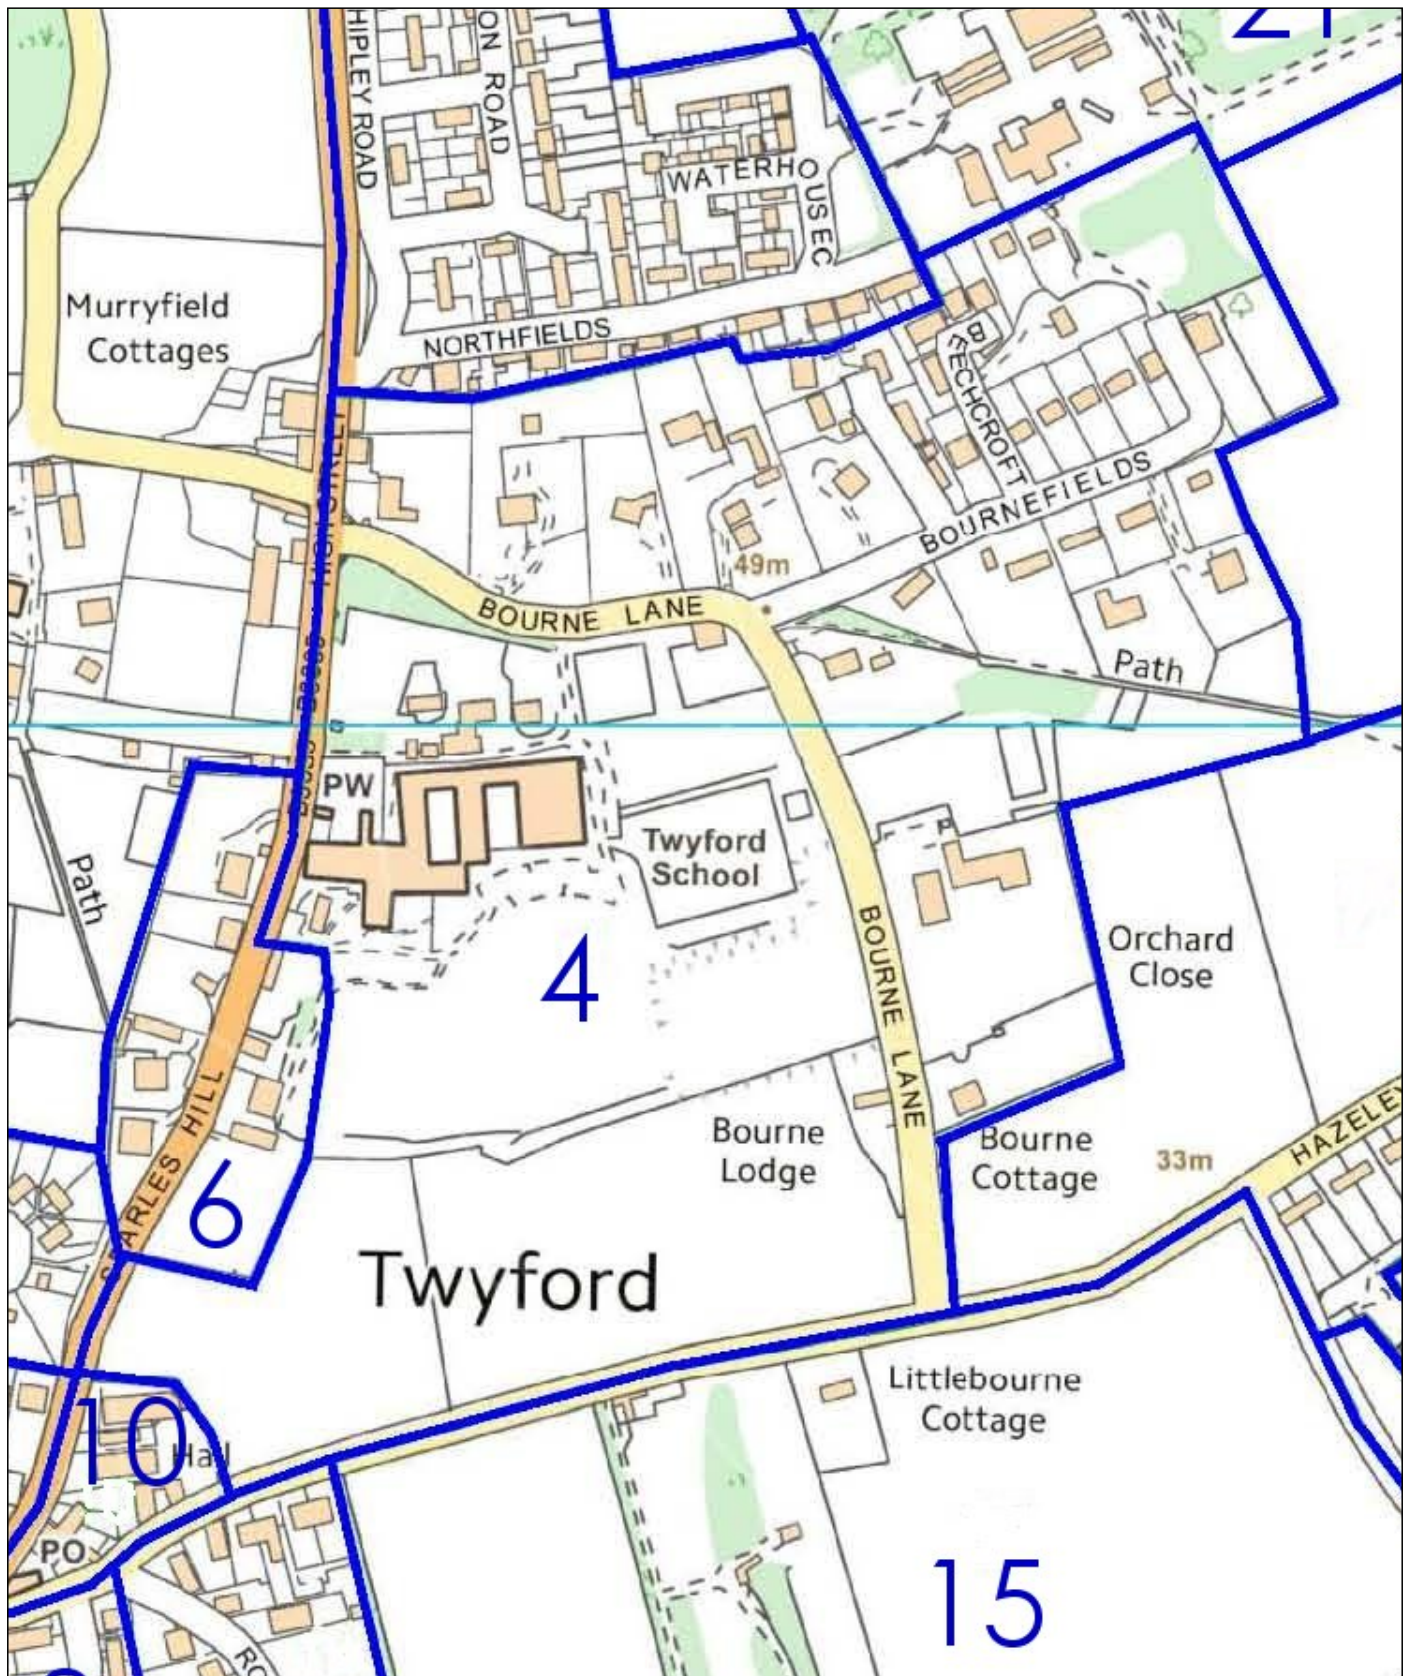 21
HIPLEY ROAD
ON ROAD
WATERHOUSE C
Murryfield
Cottages
NORTHFIELDS
BEECHCROFT
BOURNEFIELDS
49m
BOURNE LANE
Path
PW
Twyford
School
Path
BOURNE LANE
Orchard
Close
4
Bourne
Lodge
Bourne
Cottage
33m
HAZELEY
SEARLES HILL
6
Twyford
Littlebourne
Cottage
10
Hall
PO
15
RO